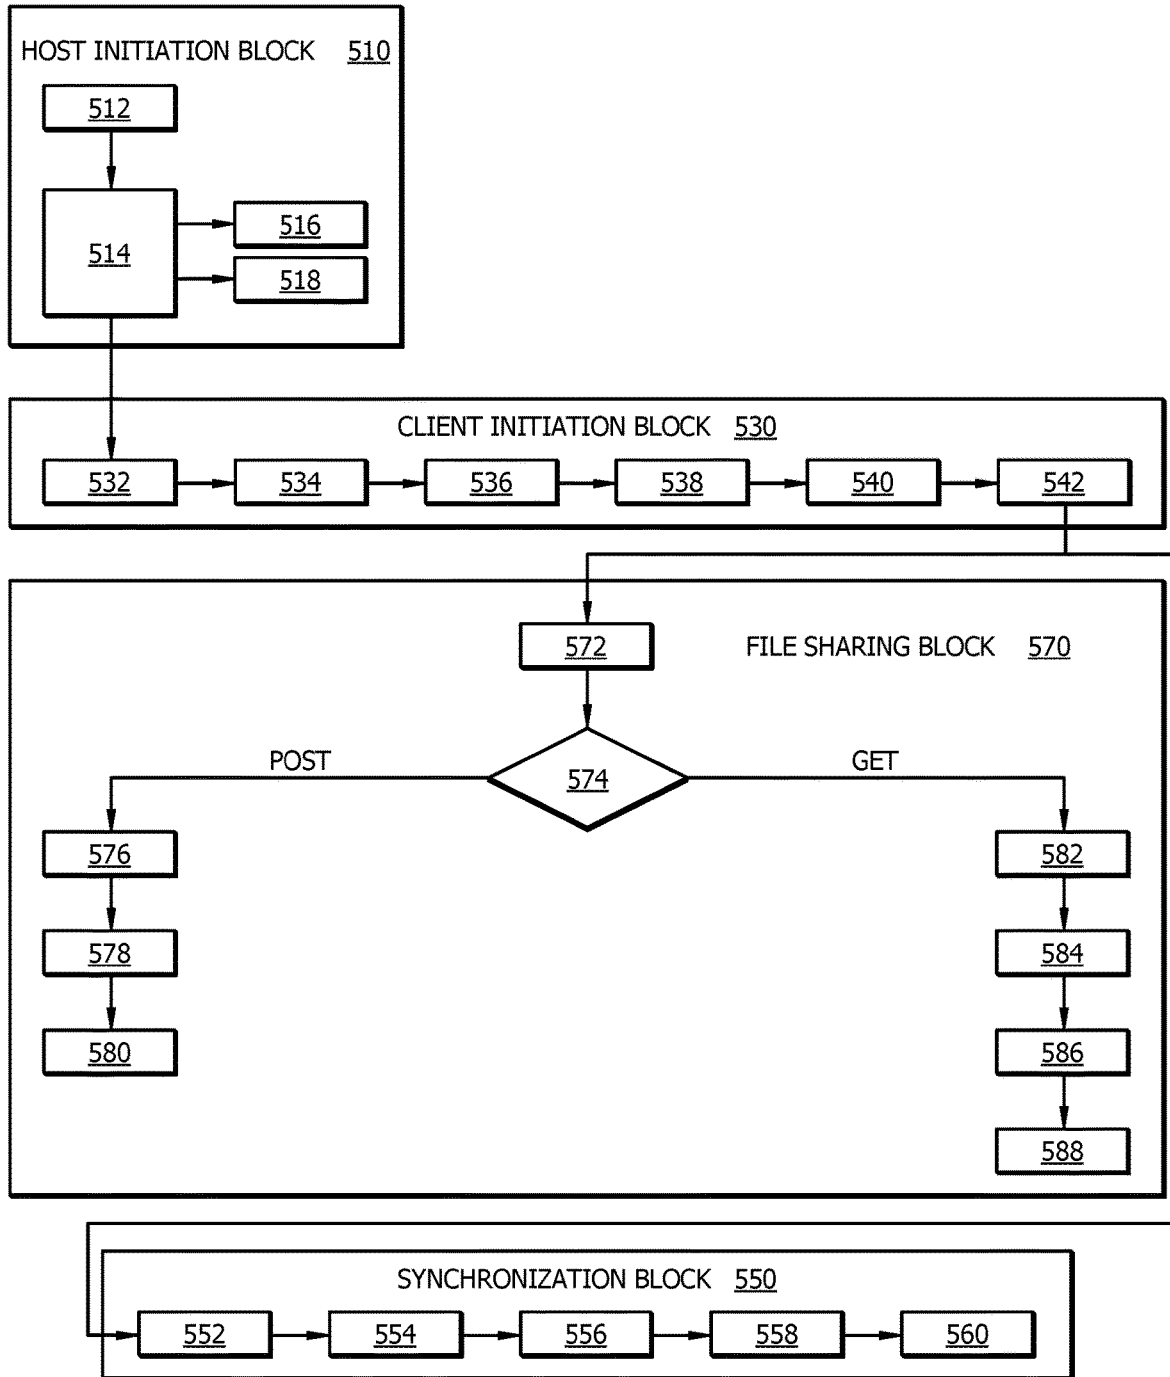 HOST INITIATION BLOCK 510
512
514
516
518
CLIENT INITIATION BLOCK 530
532 534 536 538 540 542
572
FILE SHARING BLOCK 570
POST
574
GET
576
582
578
584
580
586
588
SYNCHRONIZATION BLOCK 550
552 554 556 558 560